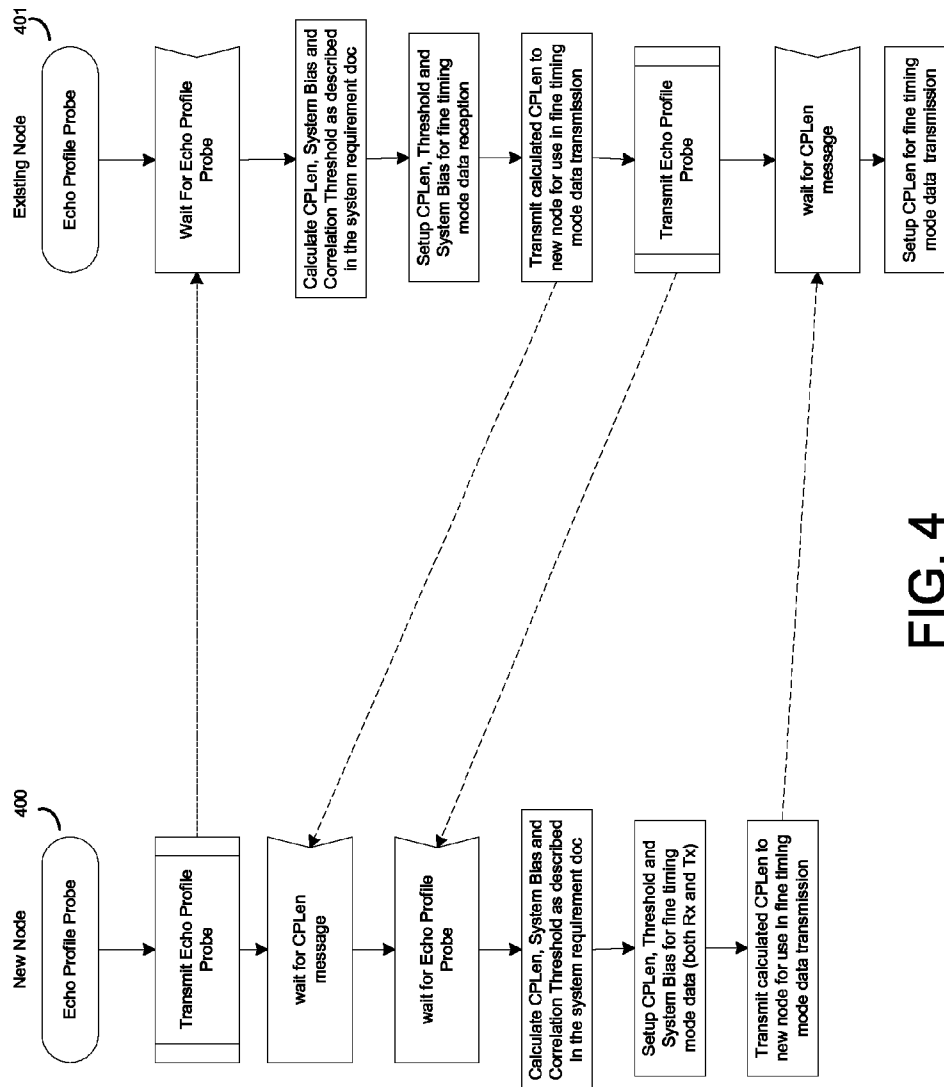 New Node
400
Echo Profile Probe
Transmit Echo Profile
Probe
wait for CPLen
message
wait for Echo Profile
Probe
Calculate CPLen, System Bias and
Correlation Threshold as described
In the system requirement doc
Setup CPLen, Threshold and
System Bias for fine timing
mode data (both Rx and Tx)
Transmit calculated CPLen to
new node for use in fine timing
mode data transmission
Existing Node
401
Echo Profile Probe
Wait For Echo Profile
Probe
Calculate CPLen, System Bias and
Correlation Threshold as described
in the system requirement doc
Setup CPLen, Threshold and
System Bias for fine timing
mode data reception
Transmit calculated CPLen to
new node for use in fine timing
mode data transmission
Transmit Echo Profile
Probe
wait for CPLen
message
Setup CPLen for fine timing
mode data transmission
FIG. 4